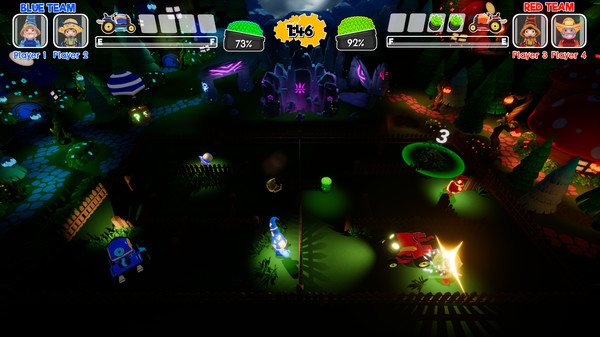 BLUE TEAM
Player 1 Player 2
E F
73%
1:46
92%
E F
RED TEAM
Player 3 Player 4
3